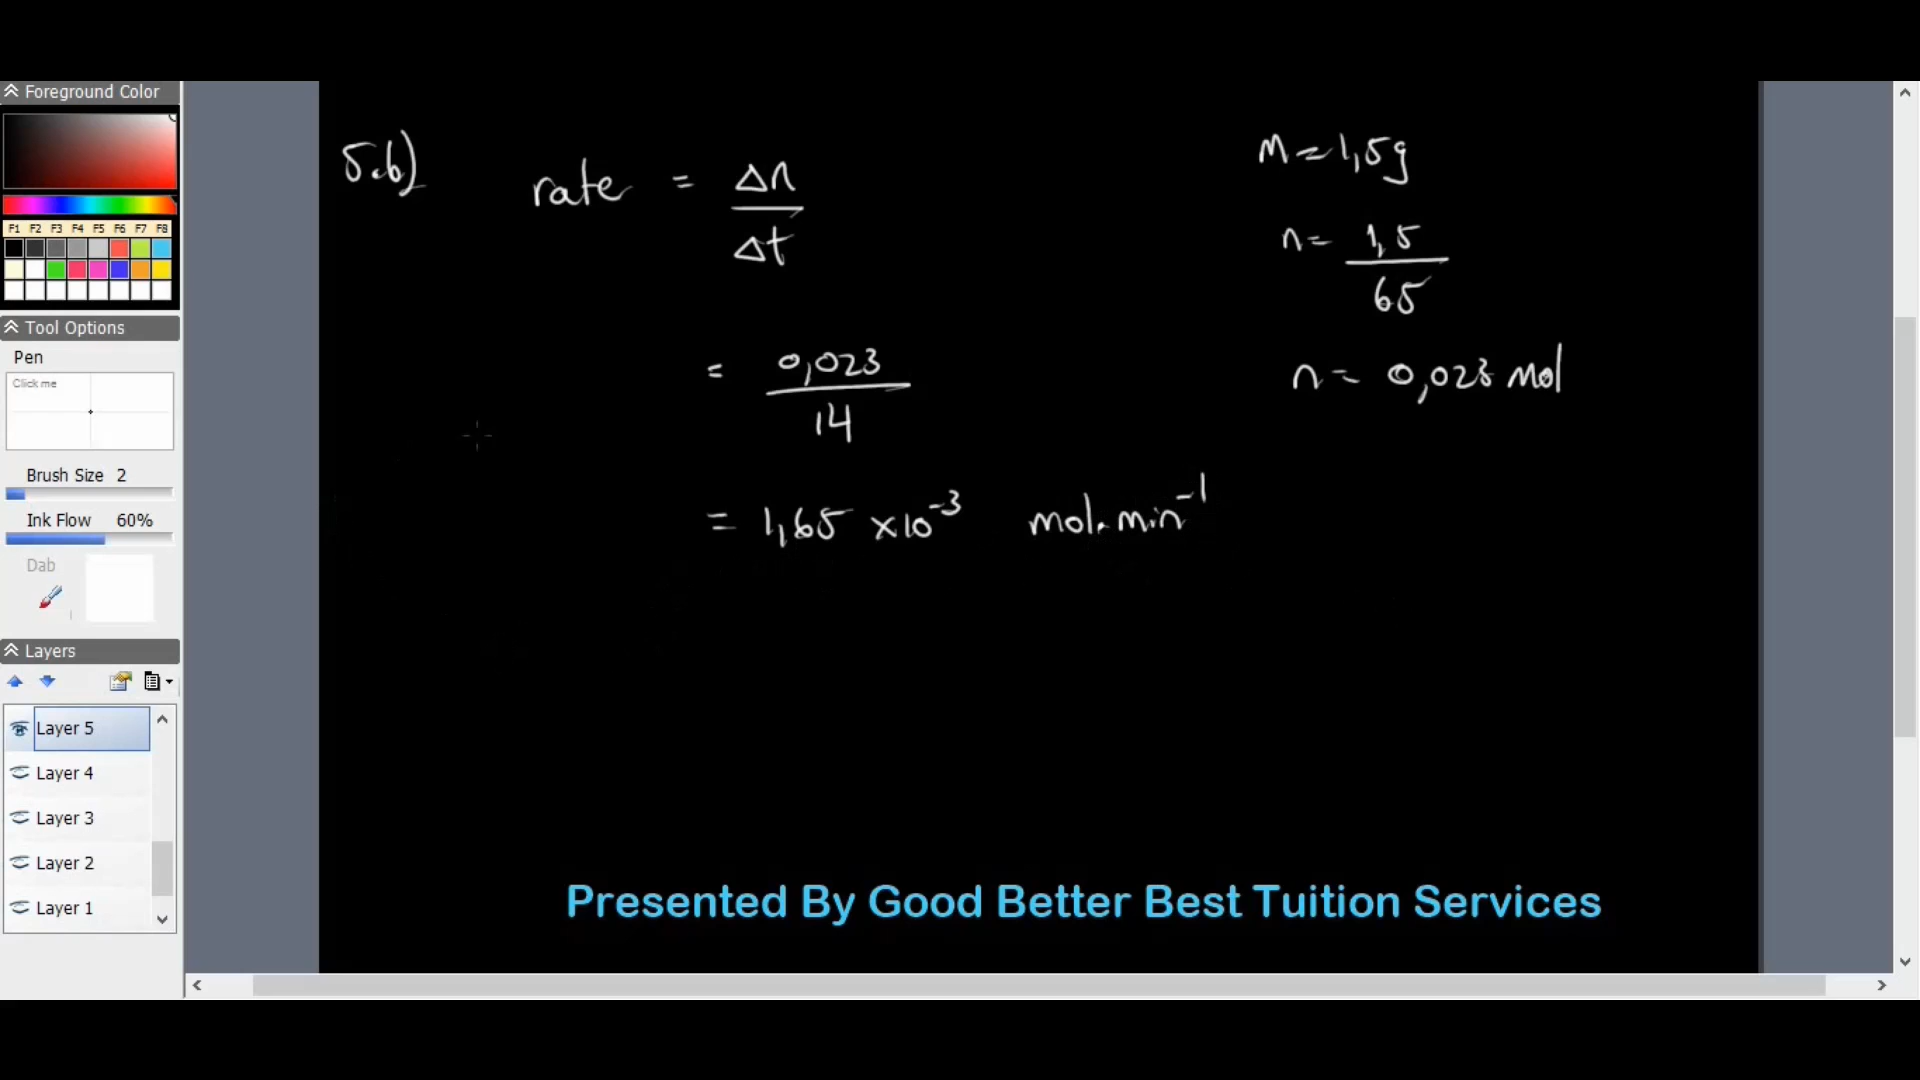 Foreground Color
F1 F2 F3 F4 F5 F6 F7 F8
Tool Options
Pen
Click me
Brush Size 2
Ink Flow 60%
Dab
Layers
Layer 5
Layer 4
Layer 3
Layer 2
Layer 1
5.6)
rate = Δn
Δt
= 0,023
14
= 1,65 ×10⁻³ mol.min⁻¹
m = 1,5g
n = 1,5
65
n = 0,023 mol
Presented By Good Better Best Tuition Services